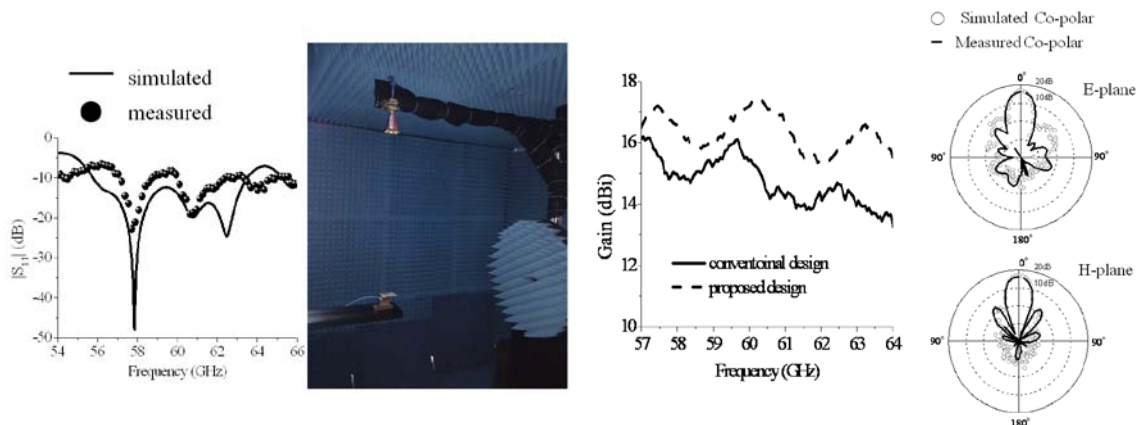 simulated
measured
0
-10
-20
-30
-40
-50
|S₁₁| (dB)
54 56 58 60 62 64 66
Frequency (GHz)
18
16
14
12
10
Gain (dBi)
conventoinal design
proposed design
57 58 59 60 61 62 63 64
Frequency (GHz)
Simulated Co-polar
Measured Co-polar
0°
20dB
10dB
E-plane
90° 90°
180°
0°
20dB
10dB
H-plane
90° 90°
180°